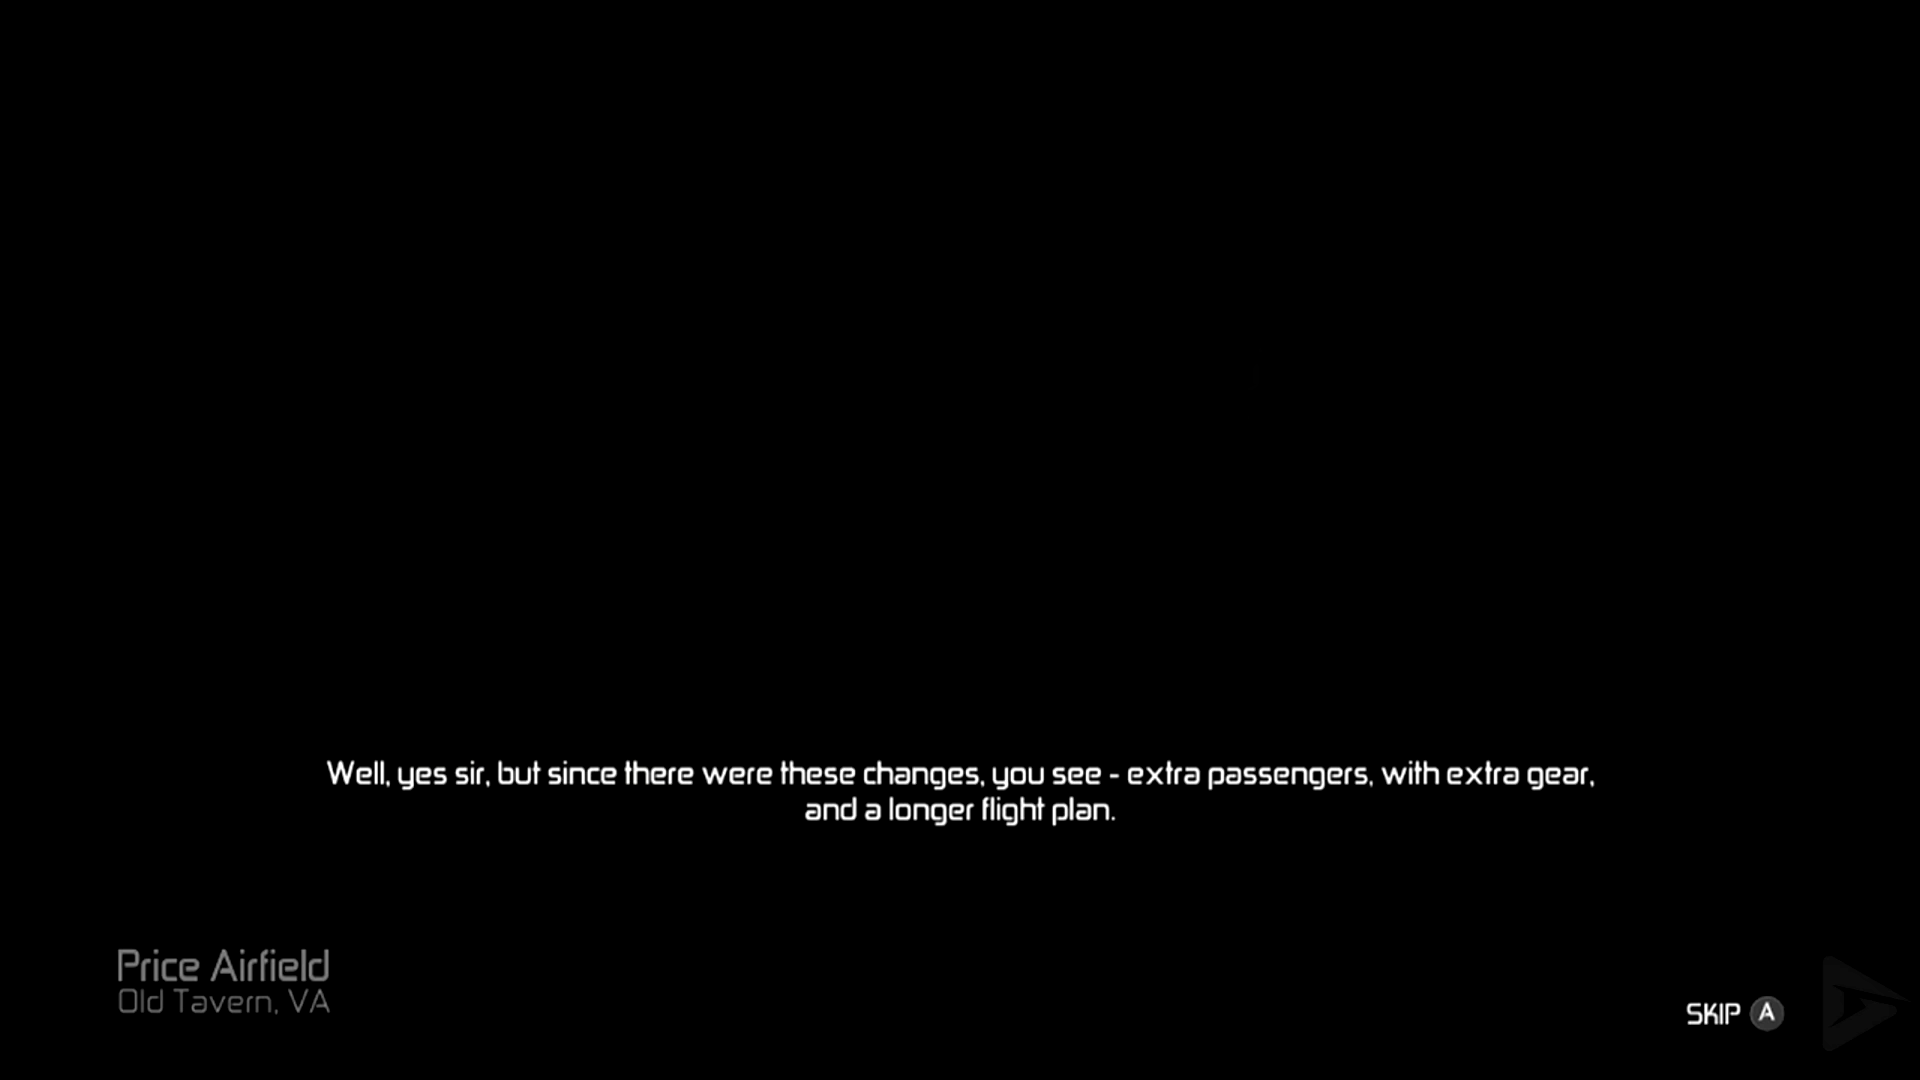 Well, yes sir, but since there were these changes, you see - extra passengers, with extra gear,
and a longer flight plan.
Price Airfield
Old Tavern, VA
SKIP A